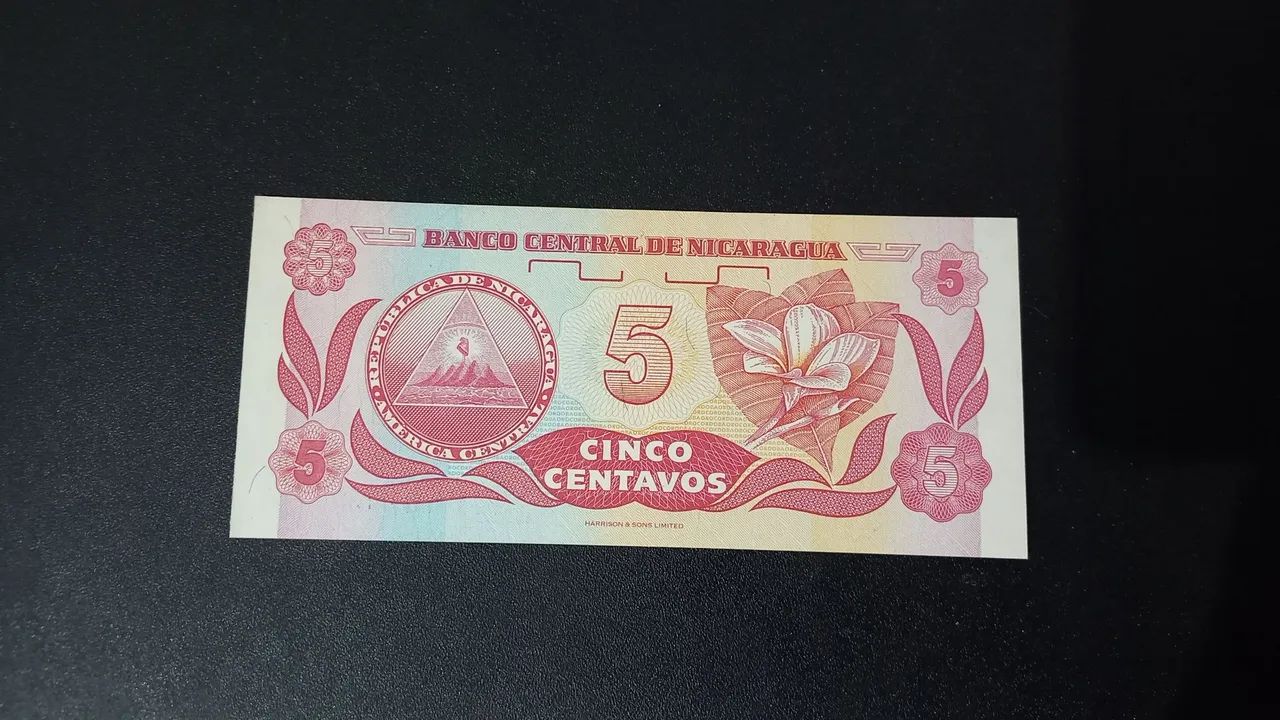 BANCO CENTRAL DE NICARAGUA
5
5
REPUBLICA DE NICARAGUA
AMERICA CENTRAL
5
5
CINCO
CENTAVOS
5
HARRISON & SONS LIMITED